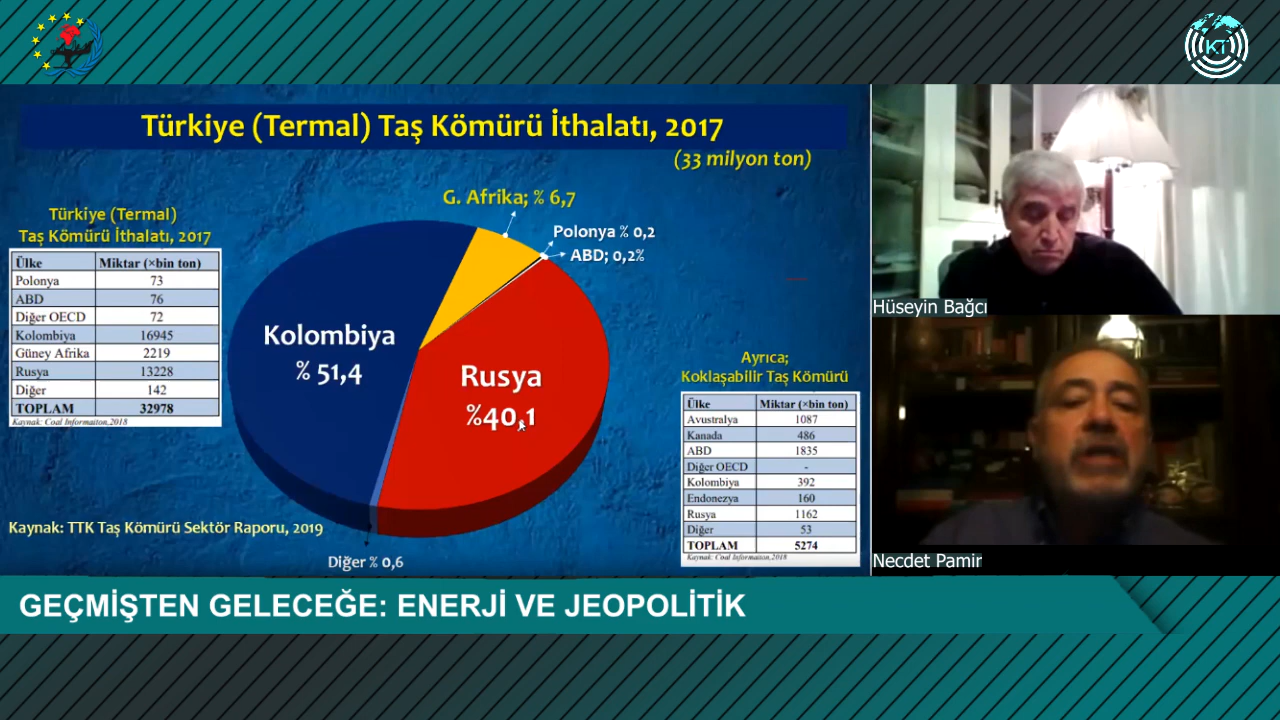 KT
Türkiye (Termal) Taş Kömürü İthalatı, 2017
(33 milyon ton)
Türkiye (Termal)
Taş Kömürü İthalatı, 2017
Ülke Miktar (×bin ton)
Polonya 73
ABD 76
Diğer OECD 72
Kolombiya 16945
Güney Afrika 2219
Rusya 13228
Diğer 142
TOPLAM 32978
Kaynak: Coal Informaiton,2018
G. Afrika; % 6,7
Polonya % 0,2
ABD; 0,2%
Kolombiya
% 51,4
Rusya
%40,1
Diğer % 0,6
Kaynak: TTK Taş Kömürü Sektör Raporu, 2019
Ayrıca;
Koklaşabilir Taş Kömürü
Ülke Miktar (×bin ton)
Avustralya 1087
Kanada 486
ABD 1835
Diğer OECD -
Kolombiya 392
Endonezya 160
Rusya 1162
Diğer 53
TOPLAM 5274
Kaynak: Coal Informaiton,2018
Hüseyin Bağcı
Necdet Pamir
GEÇMİŞTEN GELECEĞE: ENERJİ VE JEOPOLİTİK